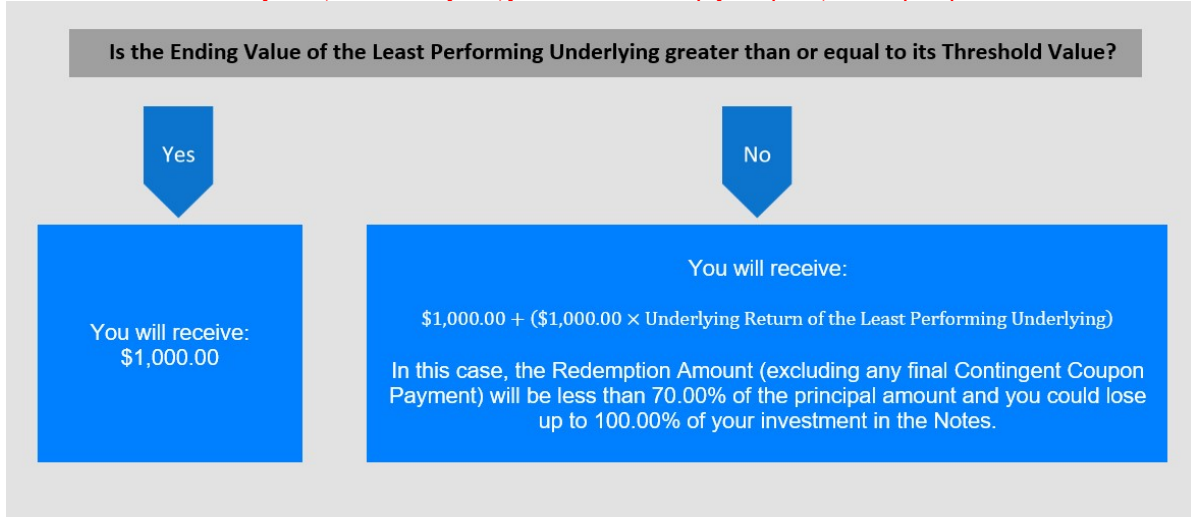 Is the Ending Value of the Least Performing Underlying greater than or equal to its Threshold Value?
Yes
No
You will receive:
$1,000.00
You will receive:
$1,000.00 + ($1,000.00 × Underlying Return of the Least Performing Underlying)
In this case, the Redemption Amount (excluding any final Contingent Coupon
Payment) will be less than 70.00% of the principal amount and you could lose
up to 100.00% of your investment in the Notes.